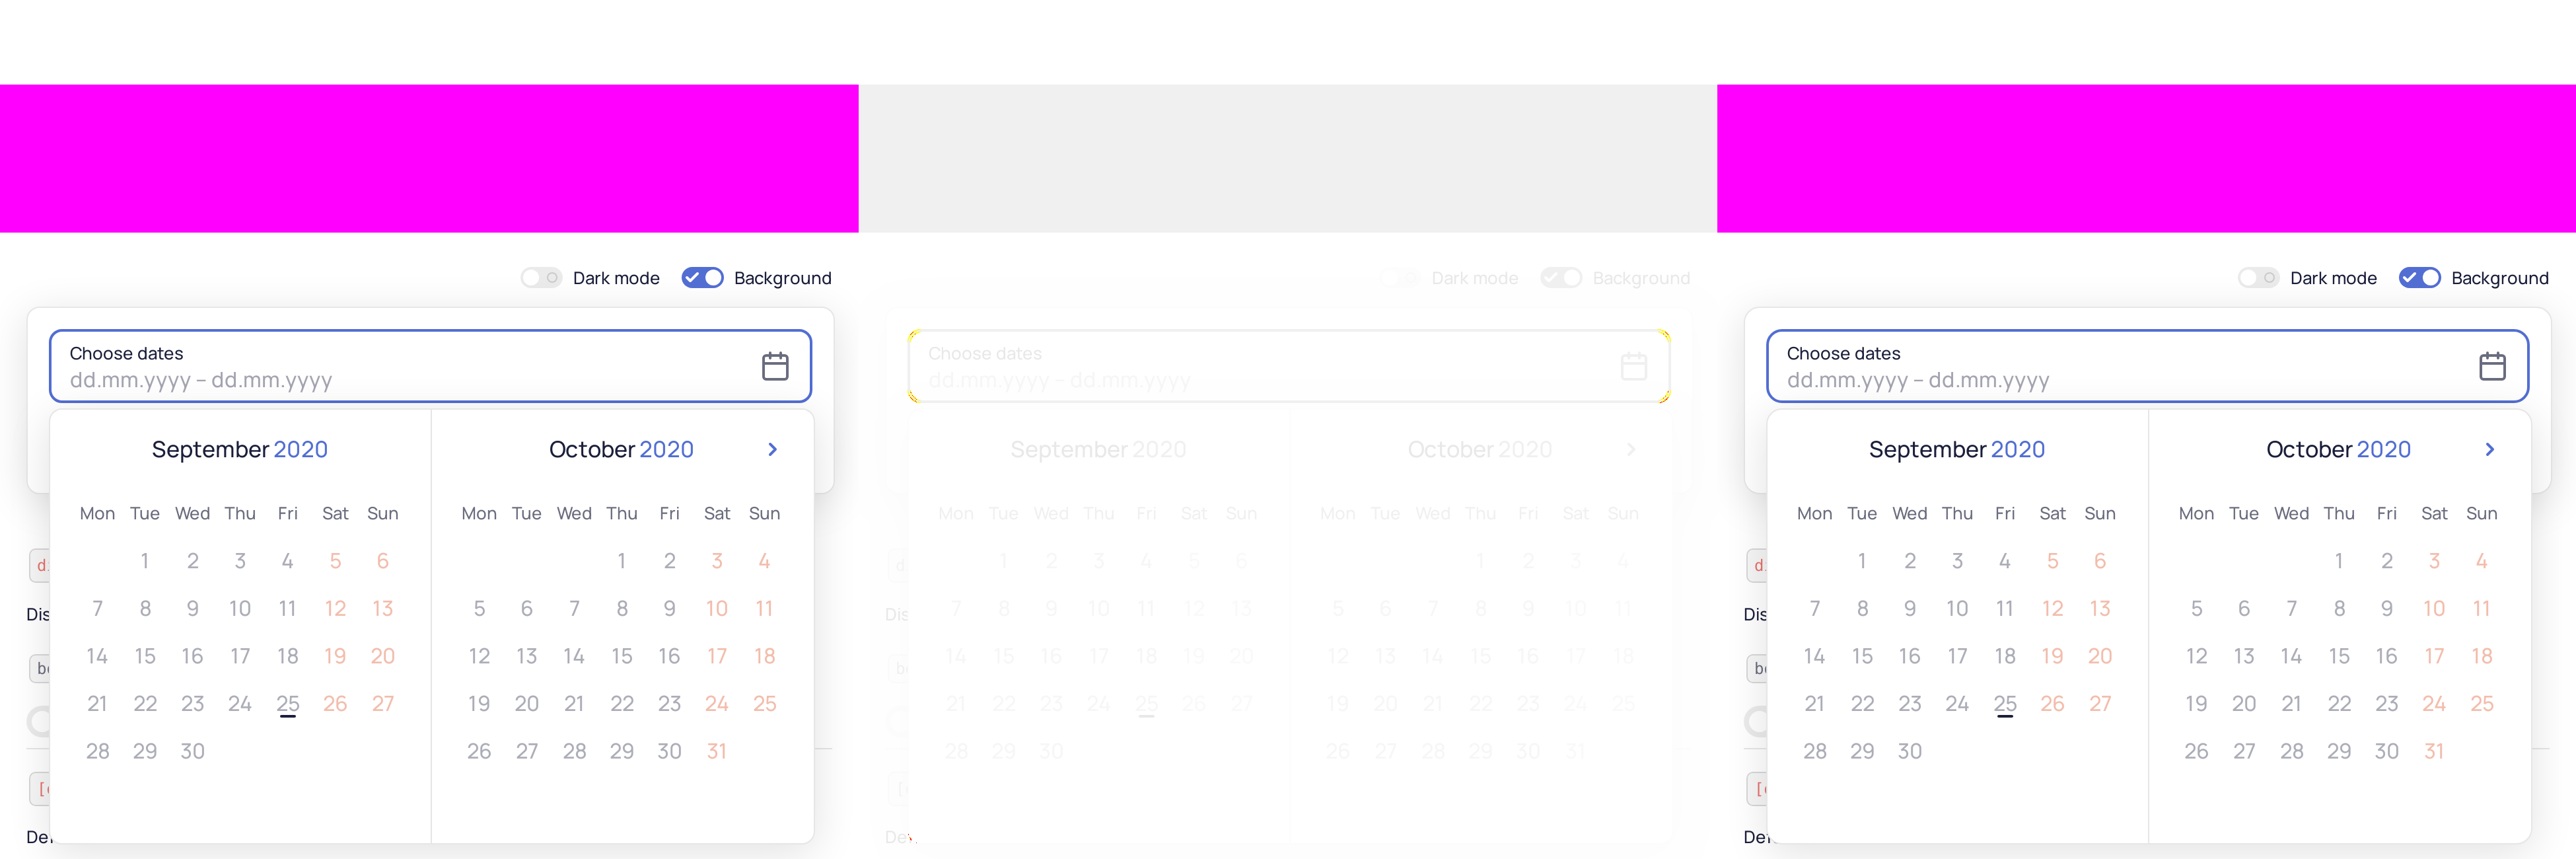 Dark mode Background
Choose dates
dd.mm.yyyy – dd.mm.yyyy
September 2020 October 2020
Mon Tue Wed Thu Fri Sat Sun Mon Tue Wed Thu Fri Sat Sun
1 2 3 4 5 6 1 2 3 4
7 8 9 10 11 12 13 5 6 7 8 9 10 11
Dis
14 15 16 17 18 19 20 12 13 14 15 16 17 18
21 22 23 24 25 26 27 19 20 21 22 23 24 25
28 29 30 26 27 28 29 30 31
Dark mode Background
Choose dates
dd.mm.yyyy – dd.mm.yyyy
September 2020 October 2020
Mon Tue Wed Thu Fri Sat Sun Mon Tue Wed Thu Fri Sat Sun
1 2 3 4 5 6 1 2 3 4
7 8 9 10 11 12 13 5 6 7 8 9 10 11
Dis
14 15 16 17 18 19 20 12 13 14 15 16 17 18
21 22 23 24 25 26 27 19 20 21 22 23 24 25
28 29 30 26 27 28 29 30 31
Dark mode Background
Choose dates
dd.mm.yyyy – dd.mm.yyyy
September 2020 October 2020
Mon Tue Wed Thu Fri Sat Sun Mon Tue Wed Thu Fri Sat Sun
1 2 3 4 5 6 1 2 3 4
7 8 9 10 11 12 13 5 6 7 8 9 10 11
Dis
14 15 16 17 18 19 20 12 13 14 15 16 17 18
21 22 23 24 25 26 27 19 20 21 22 23 24 25
28 29 30 26 27 28 29 30 31